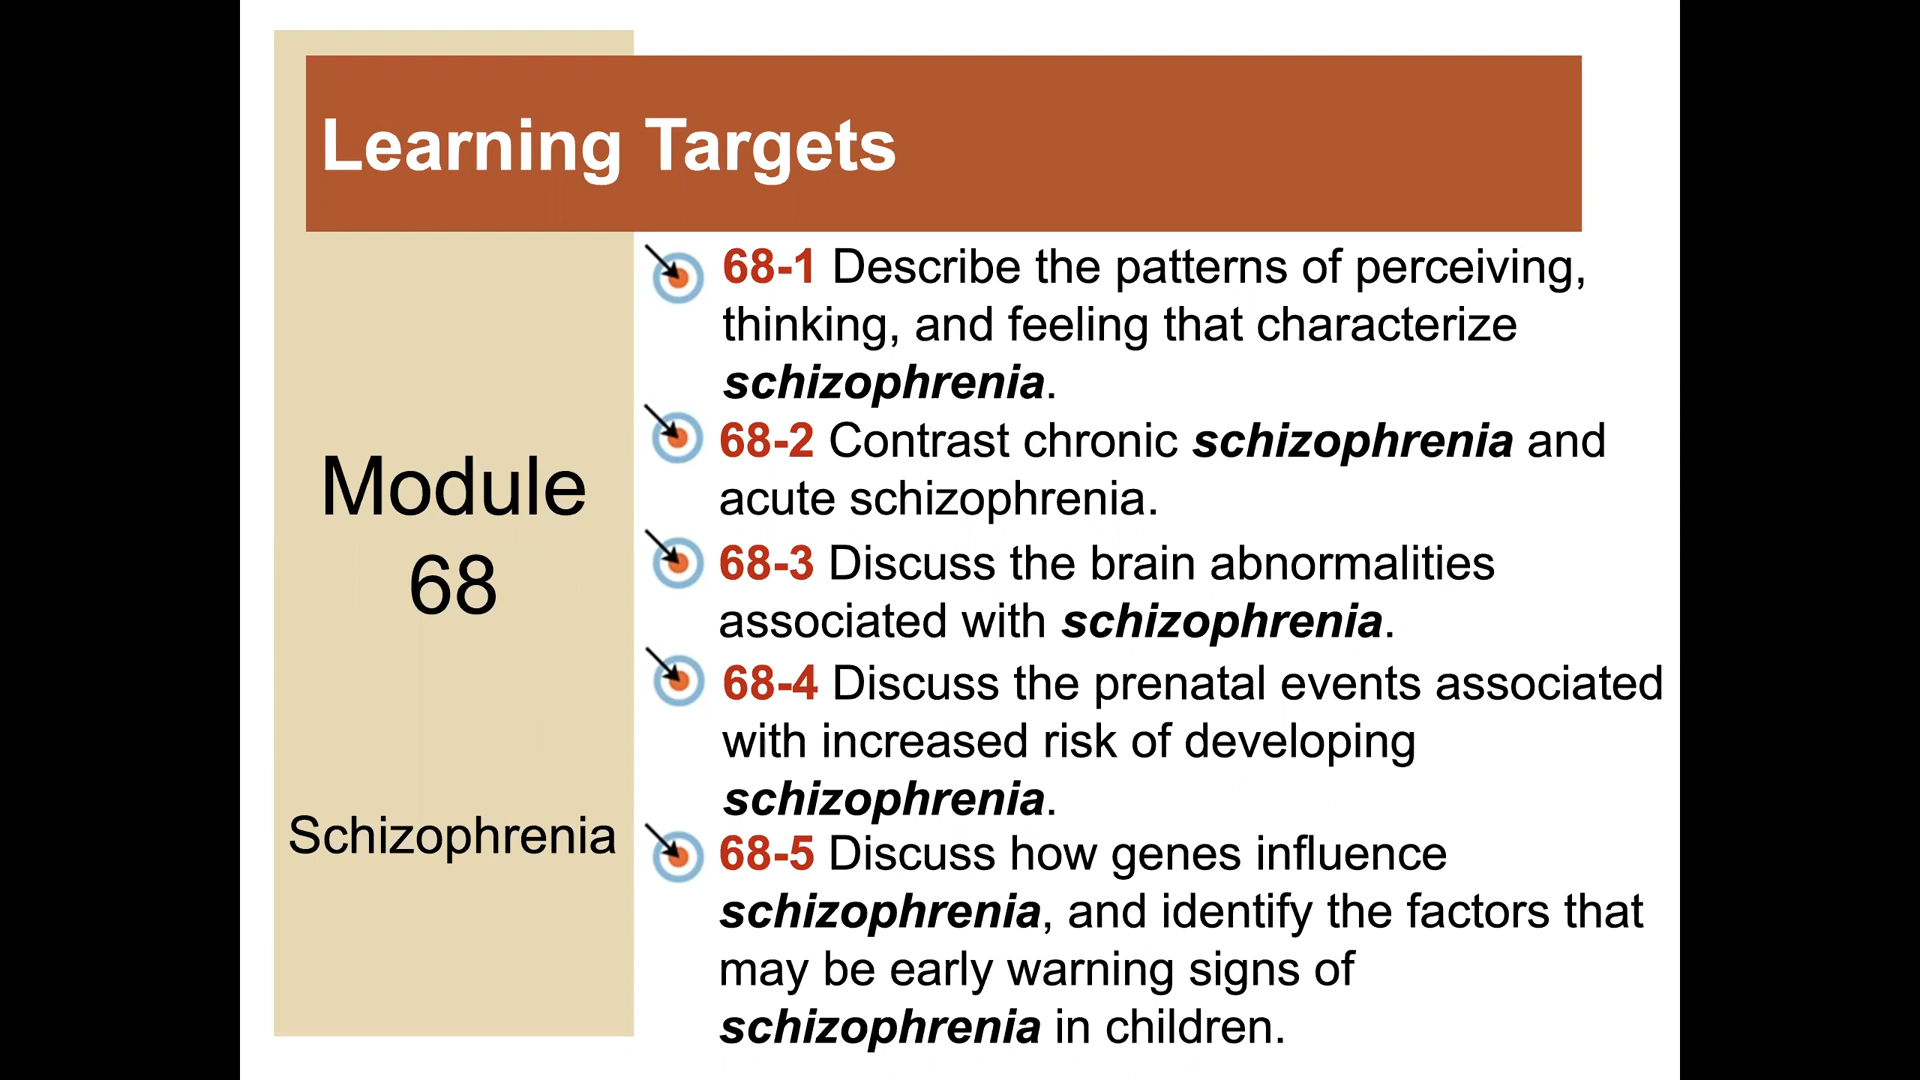 Learning Targets
Module
68
Schizophrenia
68-1 Describe the patterns of perceiving,
thinking, and feeling that characterize
schizophrenia.
68-2 Contrast chronic schizophrenia and
acute schizophrenia.
68-3 Discuss the brain abnormalities
associated with schizophrenia.
68-4 Discuss the prenatal events associated
with increased risk of developing
schizophrenia.
68-5 Discuss how genes influence
schizophrenia, and identify the factors that
may be early warning signs of
schizophrenia in children.